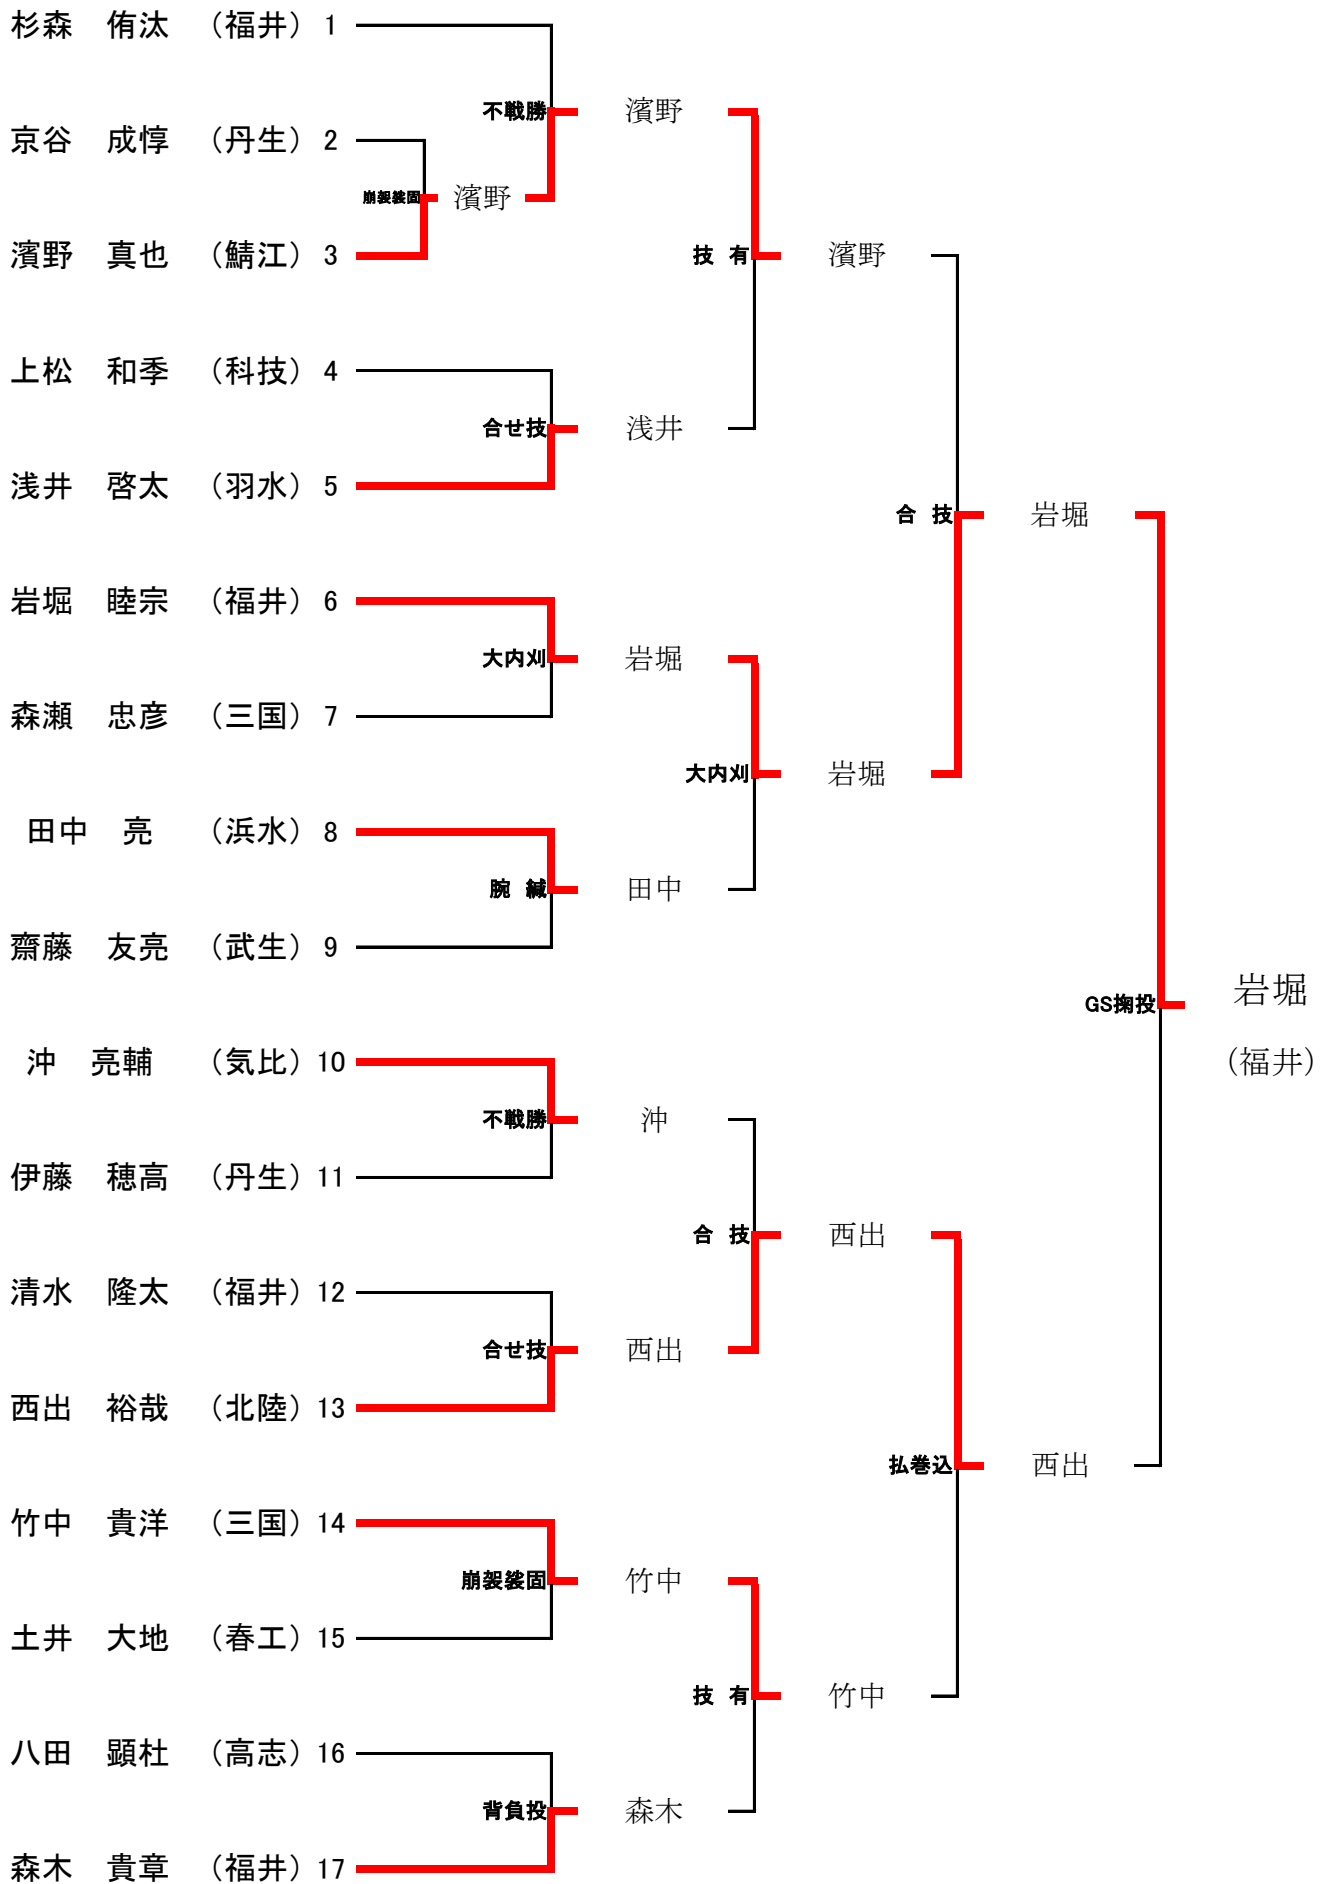 杉森　侑汰　（福井） 1
不戦勝　濱野
京谷　成惇　（丹生） 2
崩袈裟固　濱野
濱野　真也　（鯖江） 3
技 有　濱野
上松　和季　（科技） 4
合せ技　浅井
浅井　啓太　（羽水） 5
合 技　岩堀
岩堀　睦宗　（福井） 6
大内刈　岩堀
森瀬　忠彦　（三国） 7
大内刈　岩堀
田中　亮　（浜水） 8
腕 緘　田中
齋藤　友亮　（武生） 9
GS掬投　岩堀
（福井）
沖　亮輔　（気比） 10
不戦勝　沖
伊藤　穂高　（丹生） 11
合 技　西出
清水　隆太　（福井） 12
合せ技　西出
西出　裕哉　（北陸） 13
払巻込　西出
竹中　貴洋　（三国） 14
崩袈裟固　竹中
土井　大地　（春工） 15
技 有　竹中
八田　顕杜　（高志） 16
背負投　森木
森木　貴章　（福井） 17